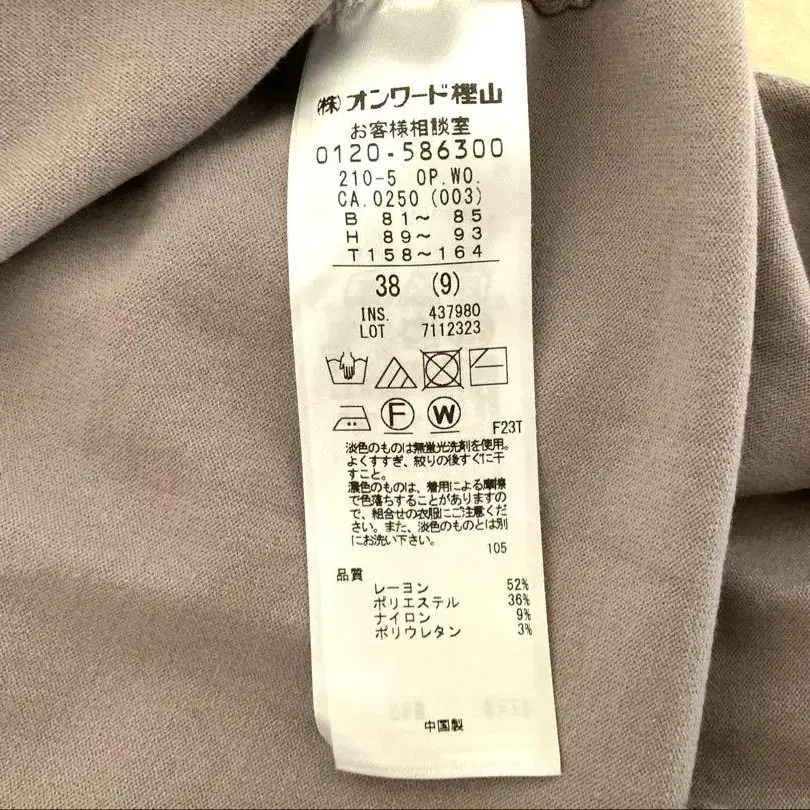 (株)オンワード樫山
お客様相談室
0120-586300
210-5 OP.WO.
CA.0250 (003)
B 81〜 85
H 89〜 93
T158〜164
38 (9)
INS. 437980
LOT 7112323
F W
F23T
淡色のものは無蛍光洗剤を使用。
よくすすぎ、絞りの後すぐに干
すこと。
濃色のものは、着用による摩擦
で色落ちすることがありますの
で、組合せの衣服にご注意くだ
さい。また、淡色のものとは別
にお洗い下さい。
105
品質
レーヨン 52%
ポリエステル 36%
ナイロン 9%
ポリウレタン 3%
中国製